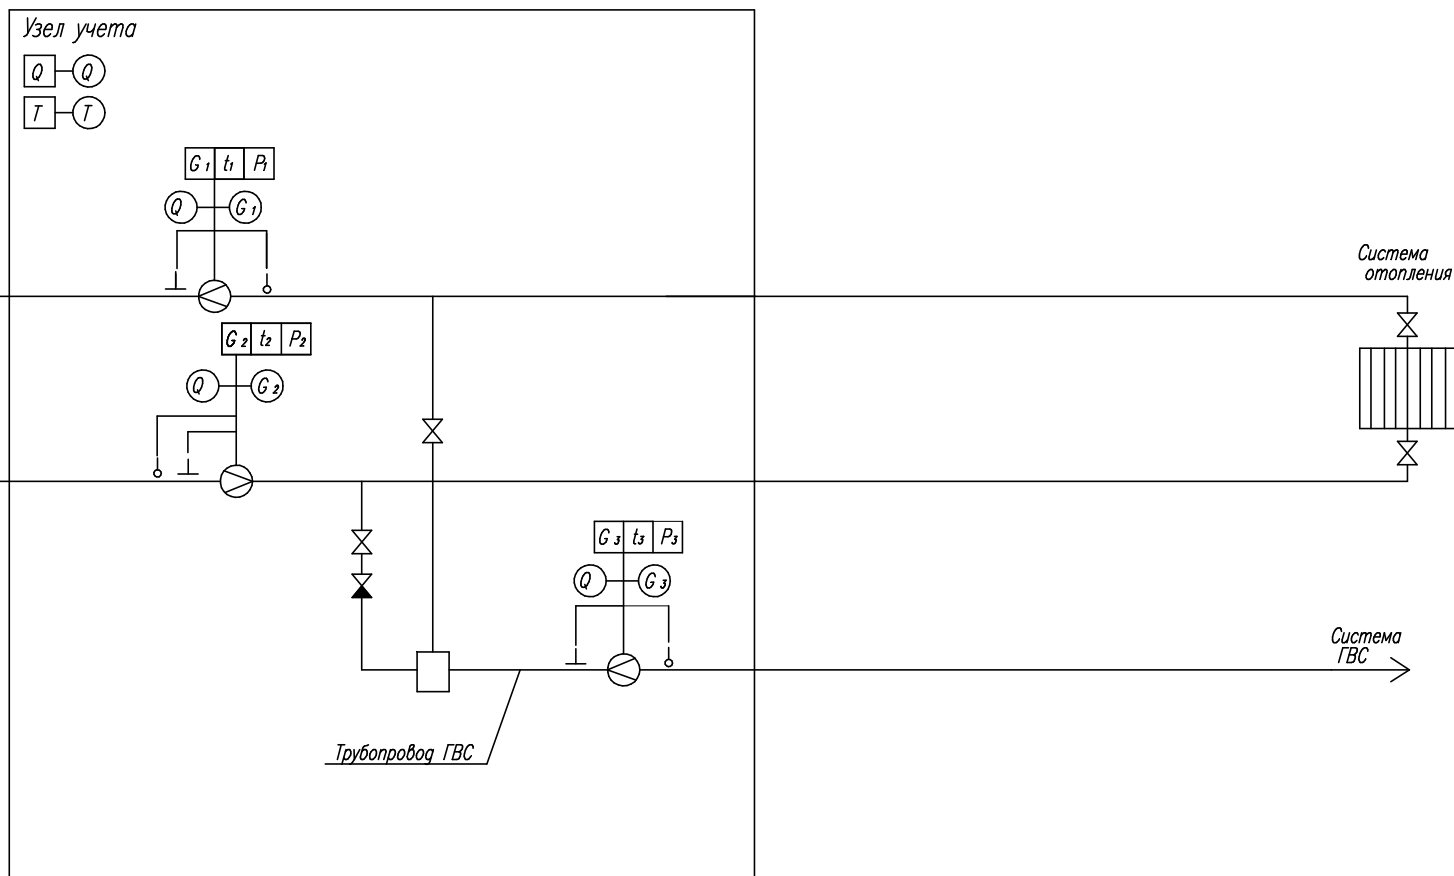 Узел учета
Q Q
T T
G1 t1 P1
Q G1
Система
отопления
G2 t2 P2
Q G2
G3 t3 P3
Q G3
Система
ГВС
Трубопровод ГВС